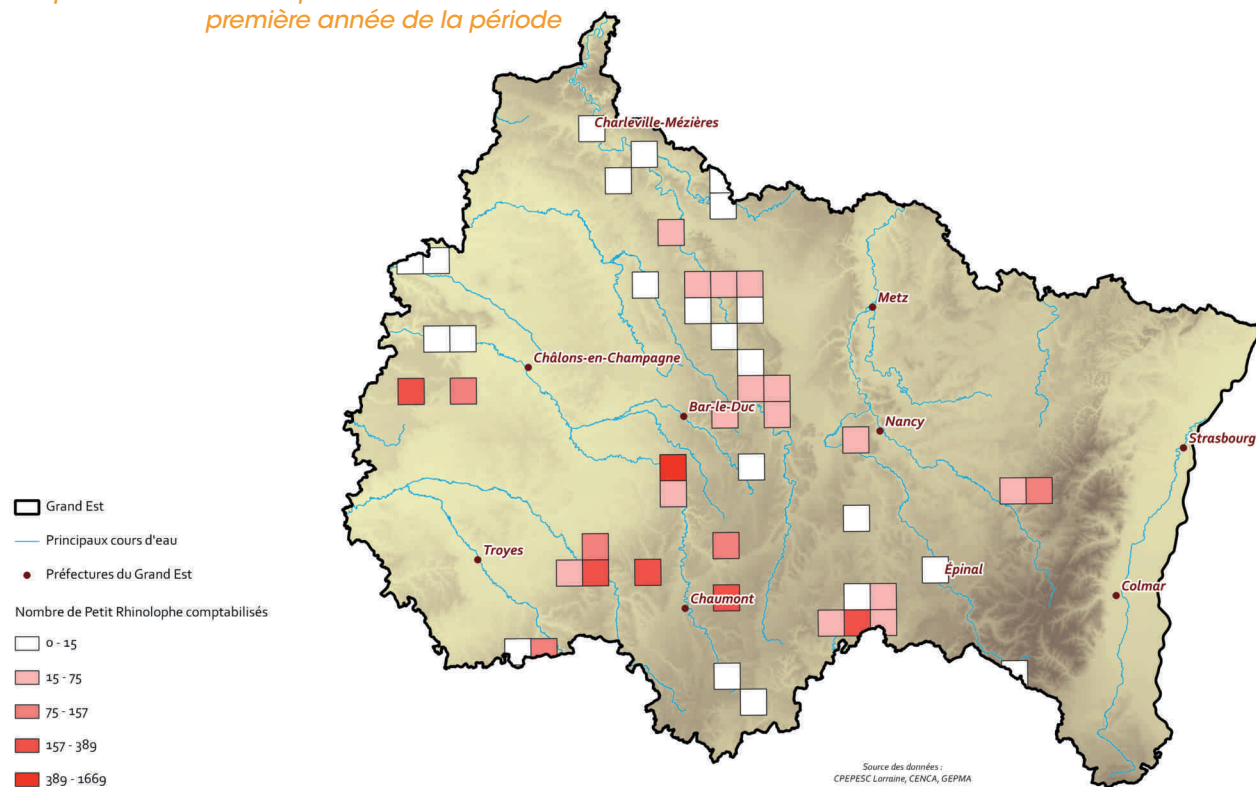 première année de la période
Charleville-Mézières
Metz
Châlons-en-Champagne
Bar-le-Duc
Nancy
Strasbourg
Troyes
Épinal
Colmar
Chaumont
Grand Est
Principaux cours d'eau
Préfectures du Grand Est
Nombre de Petit Rhinolophe comptabilisés
0 - 15
15 - 75
75 - 157
157 - 389
389 - 1669
Source des données :
CPEPESC Lorraine, CENCA, GEPMA